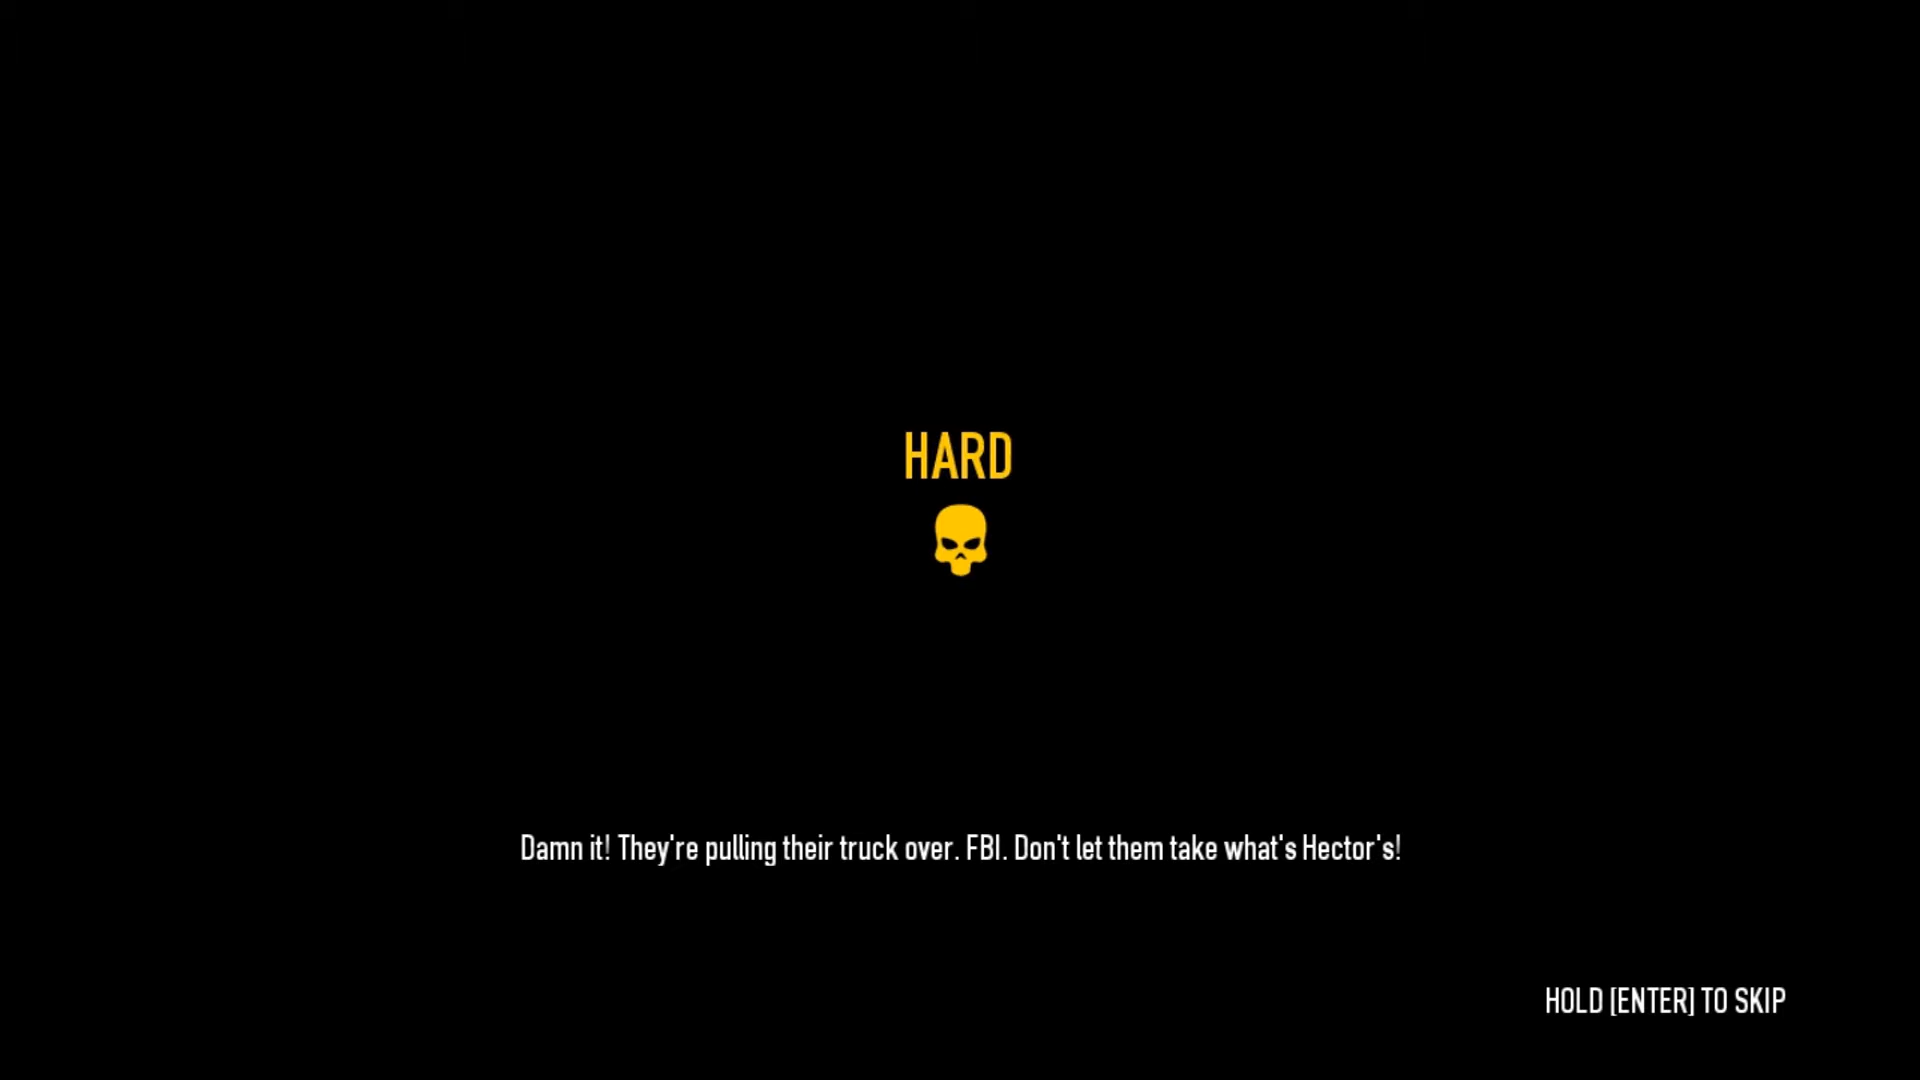 HARD
Damn it! They're pulling their truck over. FBI. Don't let them take what's Hector's!
HOLD [ENTER] TO SKIP